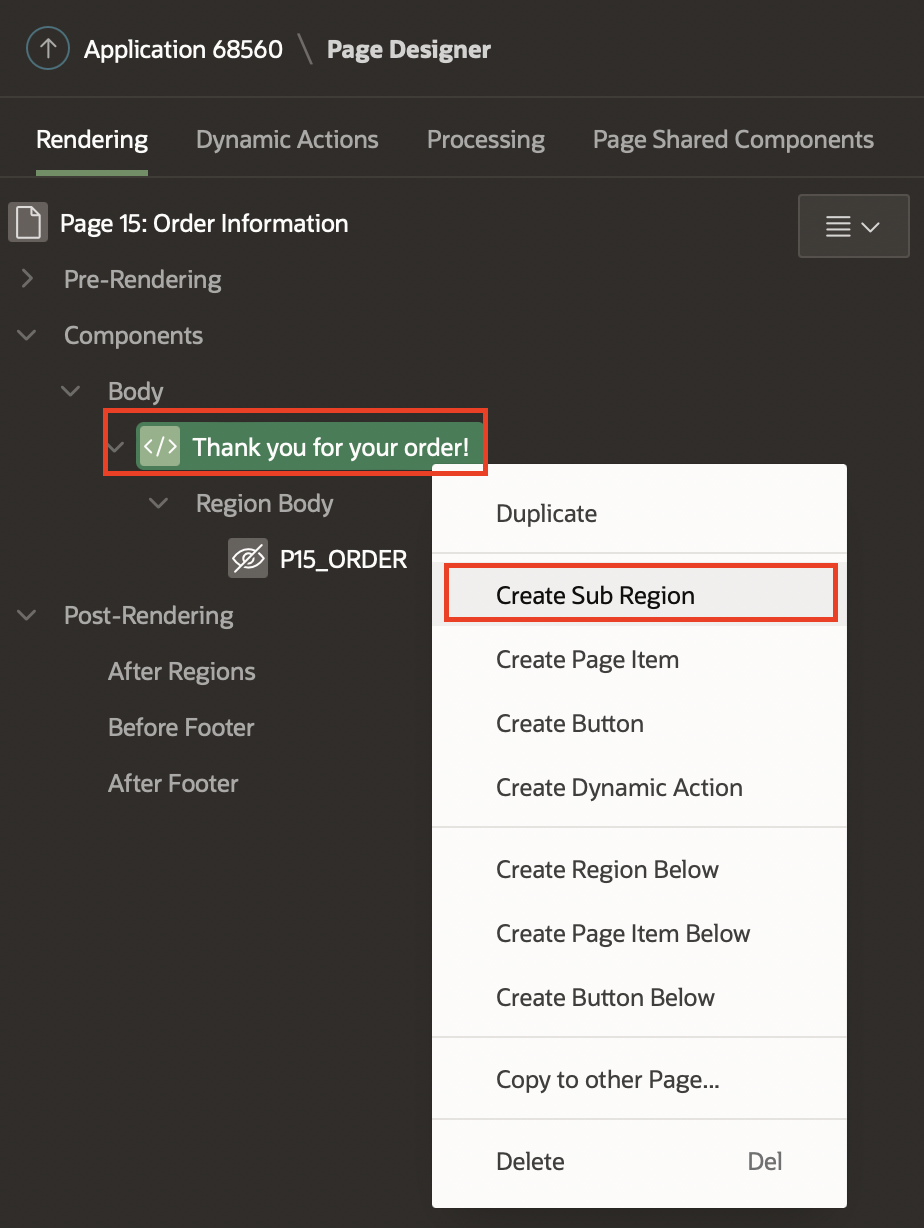 Application 68560 \ Page Designer
Rendering Dynamic Actions Processing Page Shared Components
Page 15: Order Information
Pre-Rendering
Components
Body
</> Thank you for your order!
Region Body
P15_ORDER
Post-Rendering
After Regions
Before Footer
After Footer
Duplicate
Create Sub Region
Create Page Item
Create Button
Create Dynamic Action
Create Region Below
Create Page Item Below
Create Button Below
Copy to other Page...
Delete Del